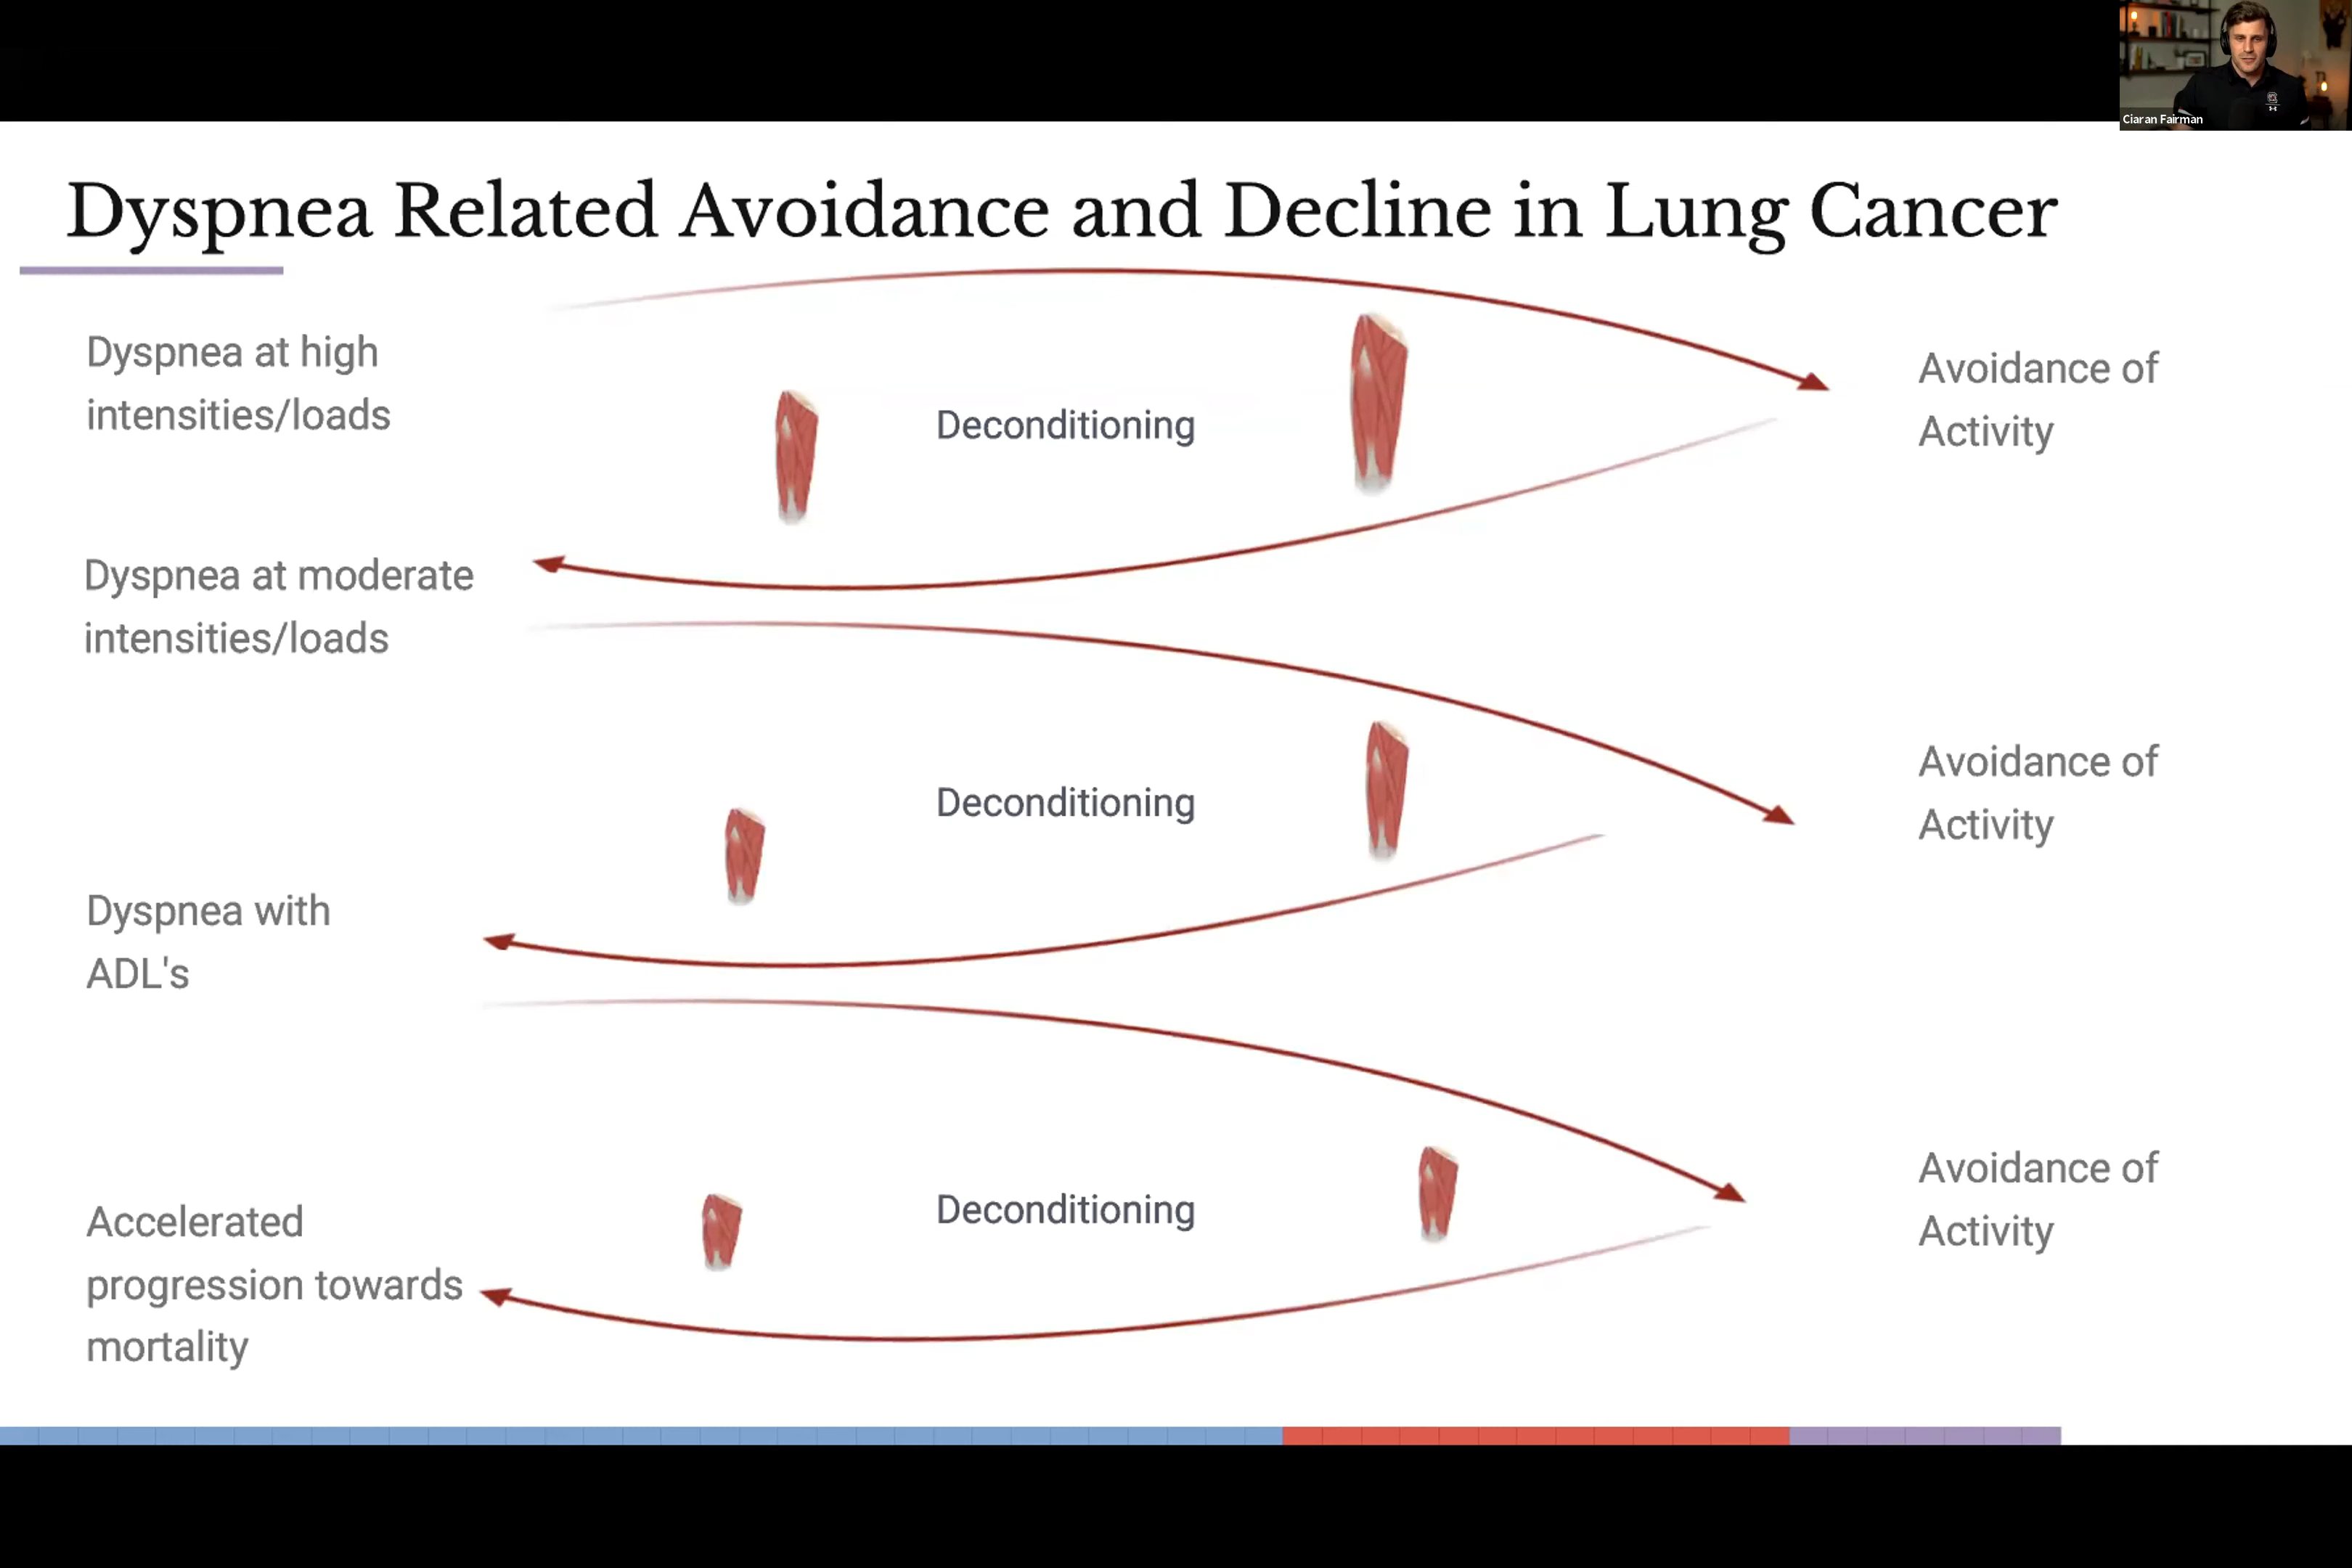 Ciaran Fairman
Dyspnea Related Avoidance and Decline in Lung Cancer
Dyspnea at high
intensities/loads
Deconditioning
Avoidance of
Activity
Dyspnea at moderate
intensities/loads
Deconditioning
Avoidance of
Activity
Dyspnea with
ADL's
Deconditioning
Avoidance of
Activity
Accelerated
progression towards
mortality